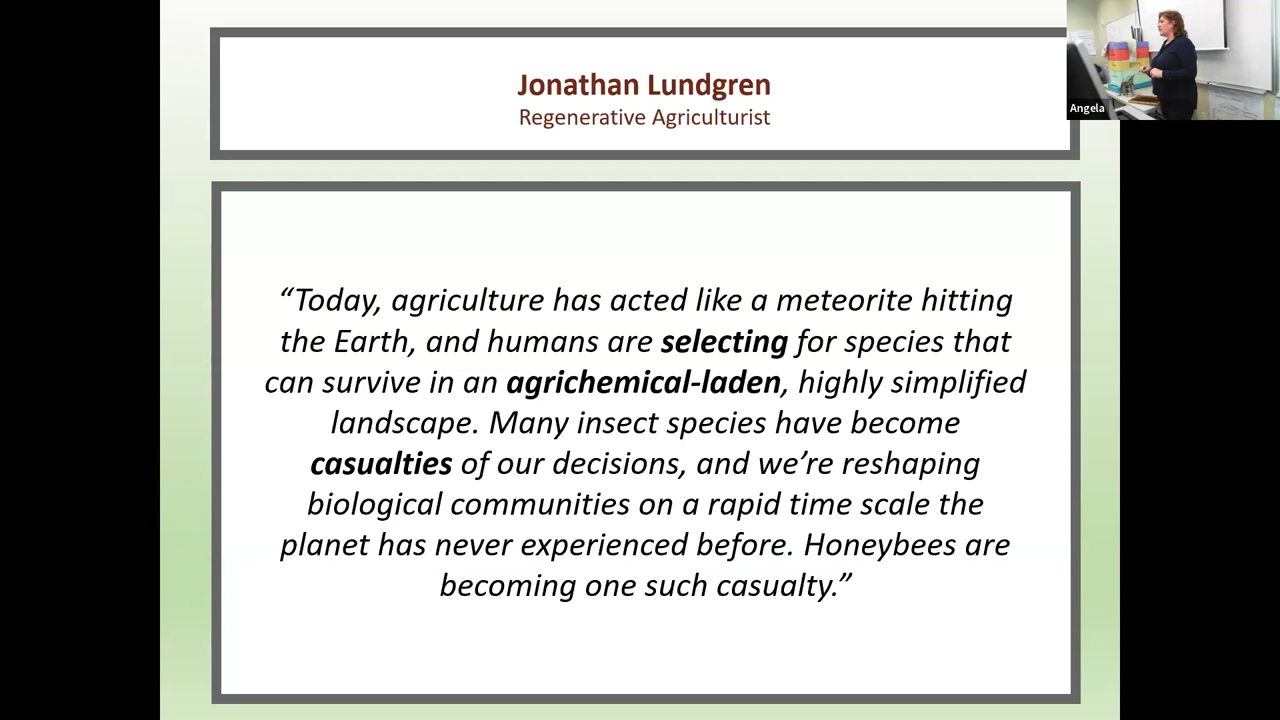 Jonathan Lundgren
Regenerative Agriculturist
Angela
“Today, agriculture has acted like a meteorite hitting
the Earth, and humans are selecting for species that
can survive in an agrichemical-laden, highly simplified
landscape. Many insect species have become
casualties of our decisions, and we’re reshaping
biological communities on a rapid time scale the
planet has never experienced before. Honeybees are
becoming one such casualty.”